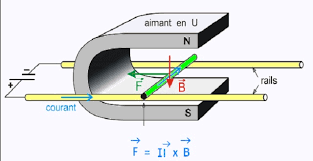 aimant en U
N
−
+
F
B
rails
courant
S
F = Il x B